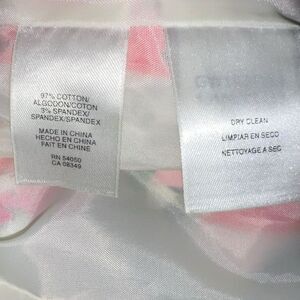 97% COTTON/
ALGODON/COTON
3% SPANDEX/
SPANDEX/SPANDEX
MADE IN CHINA
HECHO EN CHINA
FAIT EN CHINE
RN 54050
CA 08349
DRY CLEAN
LIMPIAR EN SECO
NETTOYAGE A SEC